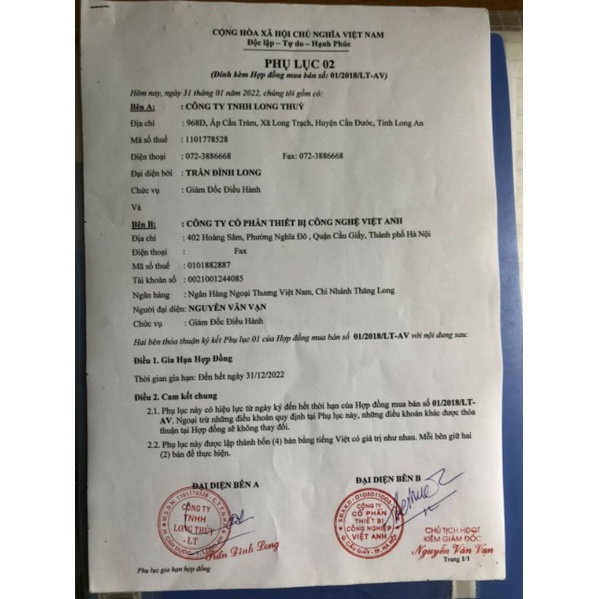 CỘNG HÒA XÃ HỘI CHỦ NGHĨA VIỆT NAM
Độc lập – Tự do – Hạnh Phúc
PHỤ LỤC 02
(Đính kèm Hợp đồng mua bán số: 01/2018/LT-AV)
Hôm nay, ngày 31 tháng 01 năm 2022, chúng tôi gồm có:
Bên A: : CÔNG TY TNHH LONG THUỲ
Địa chỉ : 968Đ, Ấp Cầu Tràm, Xã Long Trạch, Huyện Cần Đước, Tỉnh Long An
Mã số thuế : 1101778528
Điện thoại : 072-3886668 Fax: 072-3886668
Đại diện bởi : TRẦN ĐÌNH LONG
Chức vụ : Giám Đốc Điều Hành
Và
Bên B: : CÔNG TY CỔ PHẦN THIẾT BỊ CÔNG NGHỆ VIỆT ANH
Địa chỉ : 402 Hoàng Sâm, Phường Nghĩa Đô , Quận Cầu Giấy, Thành phố Hà Nội
Điện thoại : Fax
Mã số thuế : 0101882887
Tài khoản số : 0021001244085
Ngân hàng : Ngân Hàng Ngoại Thương Việt Nam, Chi Nhánh Thăng Long
Người đại diện: NGUYỄN VĂN VẠN
Chức vụ : Giám Đốc Điều Hành
Hai bên thỏa thuận ký kết Phụ lục 01 của Hợp đồng mua bán số 01/2018/LT-AV với nội dung sau:
Điều 1. Gia Hạn Hợp Đồng
Thời gian gia hạn: Đến hết ngày 31/12/2022
Điều 2. Cam kết chung
2.1. Phụ lục này có hiệu lực từ ngày ký đến hết thời hạn của Hợp đồng mua bán số 01/2018/LT-
AV. Ngoại trừ những điều khoản quy định tại Phụ lục này, những điều khoản khác được thỏa
thuận tại Hợp đồng sẽ không thay đổi.
2.2. Phụ lục này được lập thành bốn (4) bản bằng tiếng Việt có giá trị như nhau. Mỗi bên giữ hai
(2) bản để thực hiện.
ĐẠI DIỆN BÊN A ĐẠI DIỆN BÊN B
CÔNG TY
TNHH
LONG THUỲ
-LT
Trần Đình Long
CÔNG TY
CỔ PHẦN
THIẾT BỊ
CÔNG NGHIỆP
VIỆT ANH
CHỦ TỊCH HĐQT
KIÊM GIÁM ĐỐC
Nguyễn Văn Vạn
Trang 1/1
Phụ lục gia hạn hợp đồng